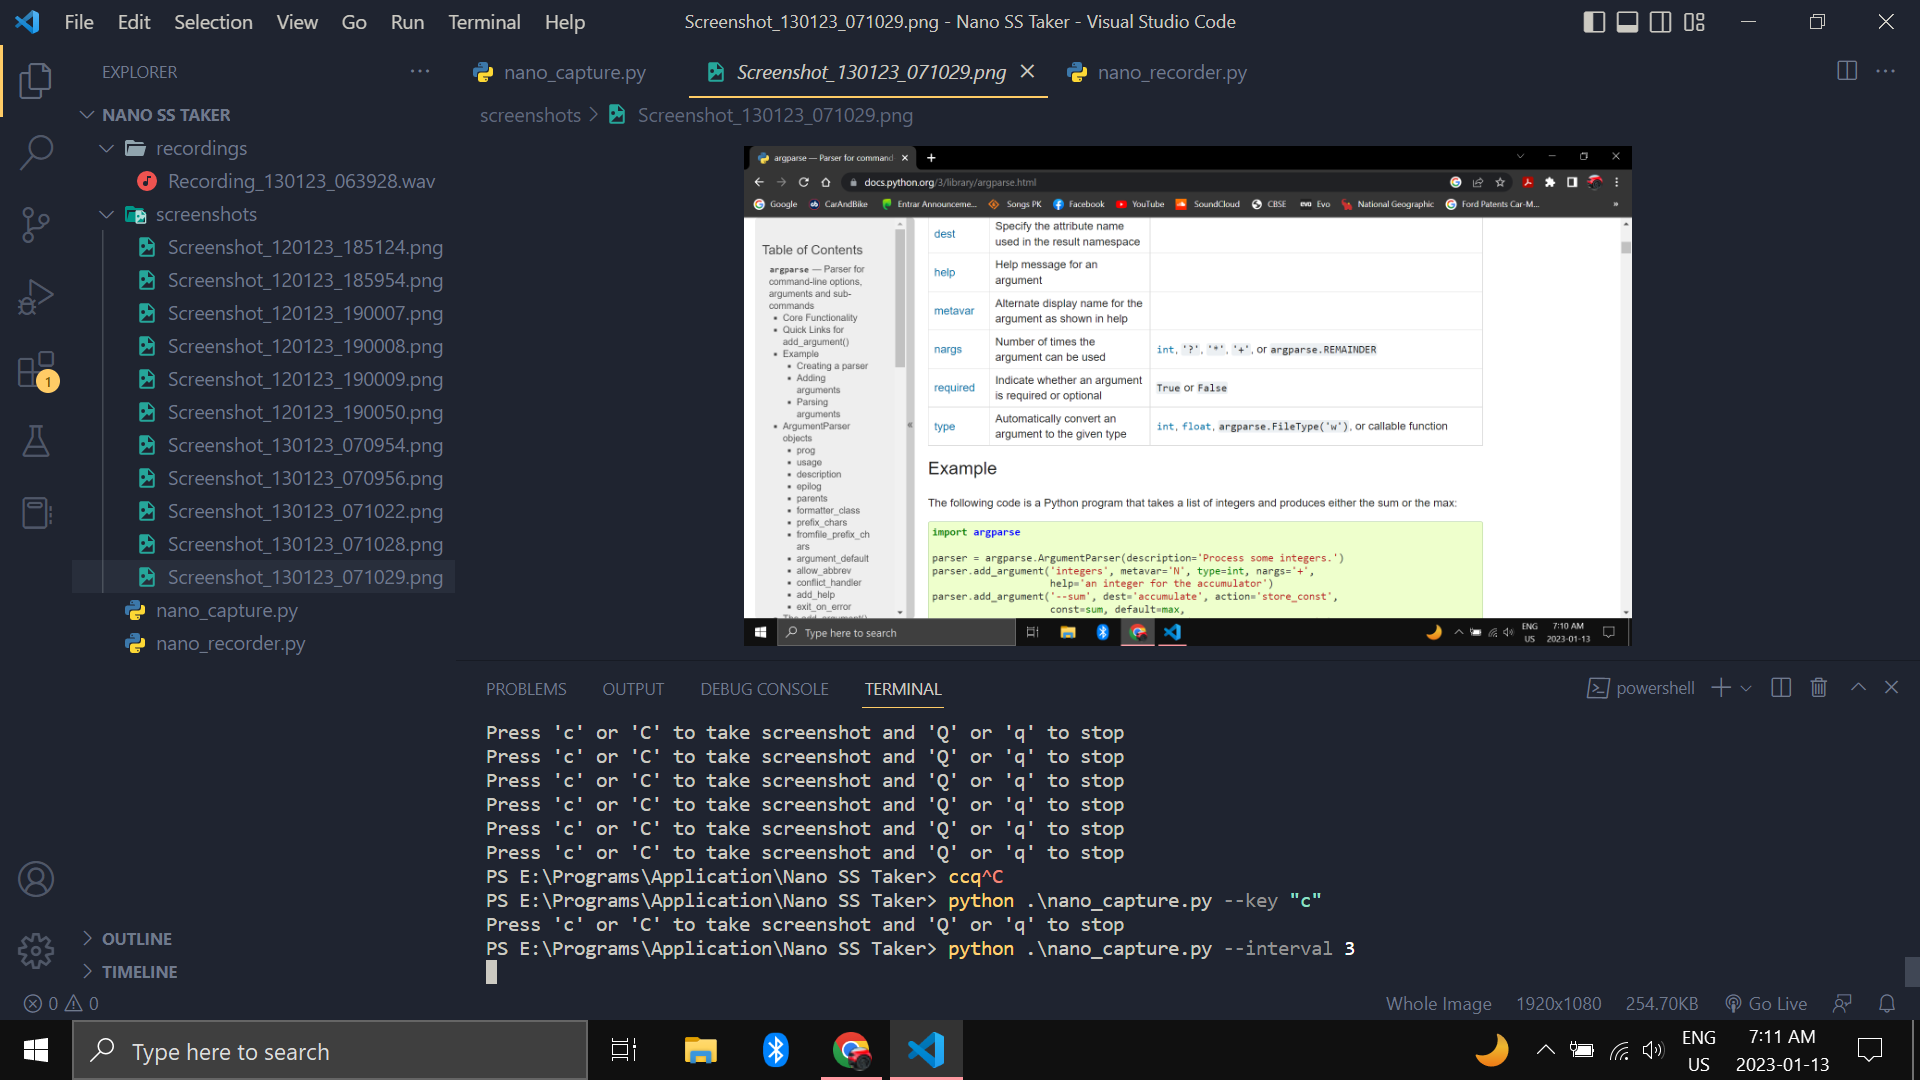 File Edit Selection View Go Run Terminal Help
Screenshot_130123_071029.png - Nano SS Taker - Visual Studio Code
EXPLORER
NANO SS TAKER
recordings
Recording_130123_063928.wav
screenshots
Screenshot_120123_185124.png
Screenshot_120123_185954.png
Screenshot_120123_190007.png
Screenshot_120123_190008.png
Screenshot_120123_190009.png
Screenshot_120123_190050.png
Screenshot_130123_070954.png
Screenshot_130123_070956.png
Screenshot_130123_071022.png
Screenshot_130123_071028.png
Screenshot_130123_071029.png
nano_capture.py
nano_recorder.py
OUTLINE
TIMELINE
1
nano_capture.py Screenshot_130123_071029.png nano_recorder.py
screenshots > Screenshot_130123_071029.png
argparse — Parser for command
docs.python.org/3/library/argparse.html
Google CarAndBike Entrar Announceme... Songs PK Facebook YouTube SoundCloud CBSE Evo National Geographic Ford Patents Car-M... »
Table of Contents
argparse — Parser for
command-line options,
arguments and sub-
commands
Core Functionality
Quick Links for
add_argument()
Example
Creating a parser
Adding
arguments
Parsing
arguments
ArgumentParser
objects
prog
usage
description
epilog
parents
formatter_class
prefix_chars
fromfile_prefix_ch
ars
argument_default
allow_abbrev
conflict_handler
add_help
exit_on_error
The add_argument()
«
dest Specify the attribute name
used in the result namespace
help Help message for an
argument
metavar Alternate display name for the
argument as shown in help
nargs Number of times the
argument can be used
int, '?', '*', '+', or argparse.REMAINDER
required Indicate whether an argument
is required or optional
True or False
type Automatically convert an
argument to the given type
int, float, argparse.FileType('w'), or callable function
Example
The following code is a Python program that takes a list of integers and produces either the sum or the max:
import argparse
parser = argparse.ArgumentParser(description='Process some integers.')
parser.add_argument('integers', metavar='N', type=int, nargs='+',
help='an integer for the accumulator')
parser.add_argument('--sum', dest='accumulate', action='store_const',
const=sum, default=max,
Type here to search
ENG
US
7:10 AM
2023-01-13
PROBLEMS OUTPUT DEBUG CONSOLE TERMINAL
powershell
Press 'c' or 'C' to take screenshot and 'Q' or 'q' to stop
Press 'c' or 'C' to take screenshot and 'Q' or 'q' to stop
Press 'c' or 'C' to take screenshot and 'Q' or 'q' to stop
Press 'c' or 'C' to take screenshot and 'Q' or 'q' to stop
Press 'c' or 'C' to take screenshot and 'Q' or 'q' to stop
Press 'c' or 'C' to take screenshot and 'Q' or 'q' to stop
PS E:\Programs\Application\Nano SS Taker> ccq^C
PS E:\Programs\Application\Nano SS Taker> python .\nano_capture.py --key "c"
Press 'c' or 'C' to take screenshot and 'Q' or 'q' to stop
PS E:\Programs\Application\Nano SS Taker> python .\nano_capture.py --interval 3
0 0
Whole Image 1920x1080 254.70KB Go Live
Type here to search
ENG
US
7:11 AM
2023-01-13